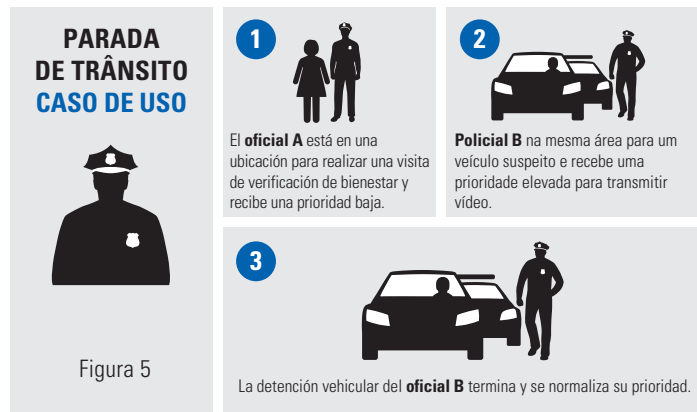 PARADA
DE TRÂNSITO
CASO DE USO
Figura 5
1
El oficial A está en una
ubicación para realizar una visita
de verificación de bienestar y
recibe una prioridad baja.
2
Policial B na mesma área para um
veículo suspeito e recebe uma
prioridade elevada para transmitir
vídeo.
3
La detención vehicular del oficial B termina y se normaliza su prioridad.